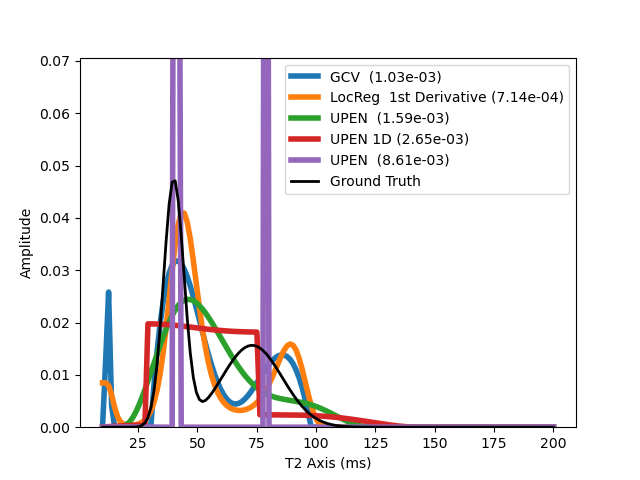 0.07
0.06
0.05
0.04
0.03
0.02
0.01
0.00
Amplitude
GCV (1.03e-03)
LocReg 1st Derivative (7.14e-04)
UPEN (1.59e-03)
UPEN 1D (2.65e-03)
UPEN (8.61e-03)
Ground Truth
25 50 75 100 125 150 175 200
T2 Axis (ms)